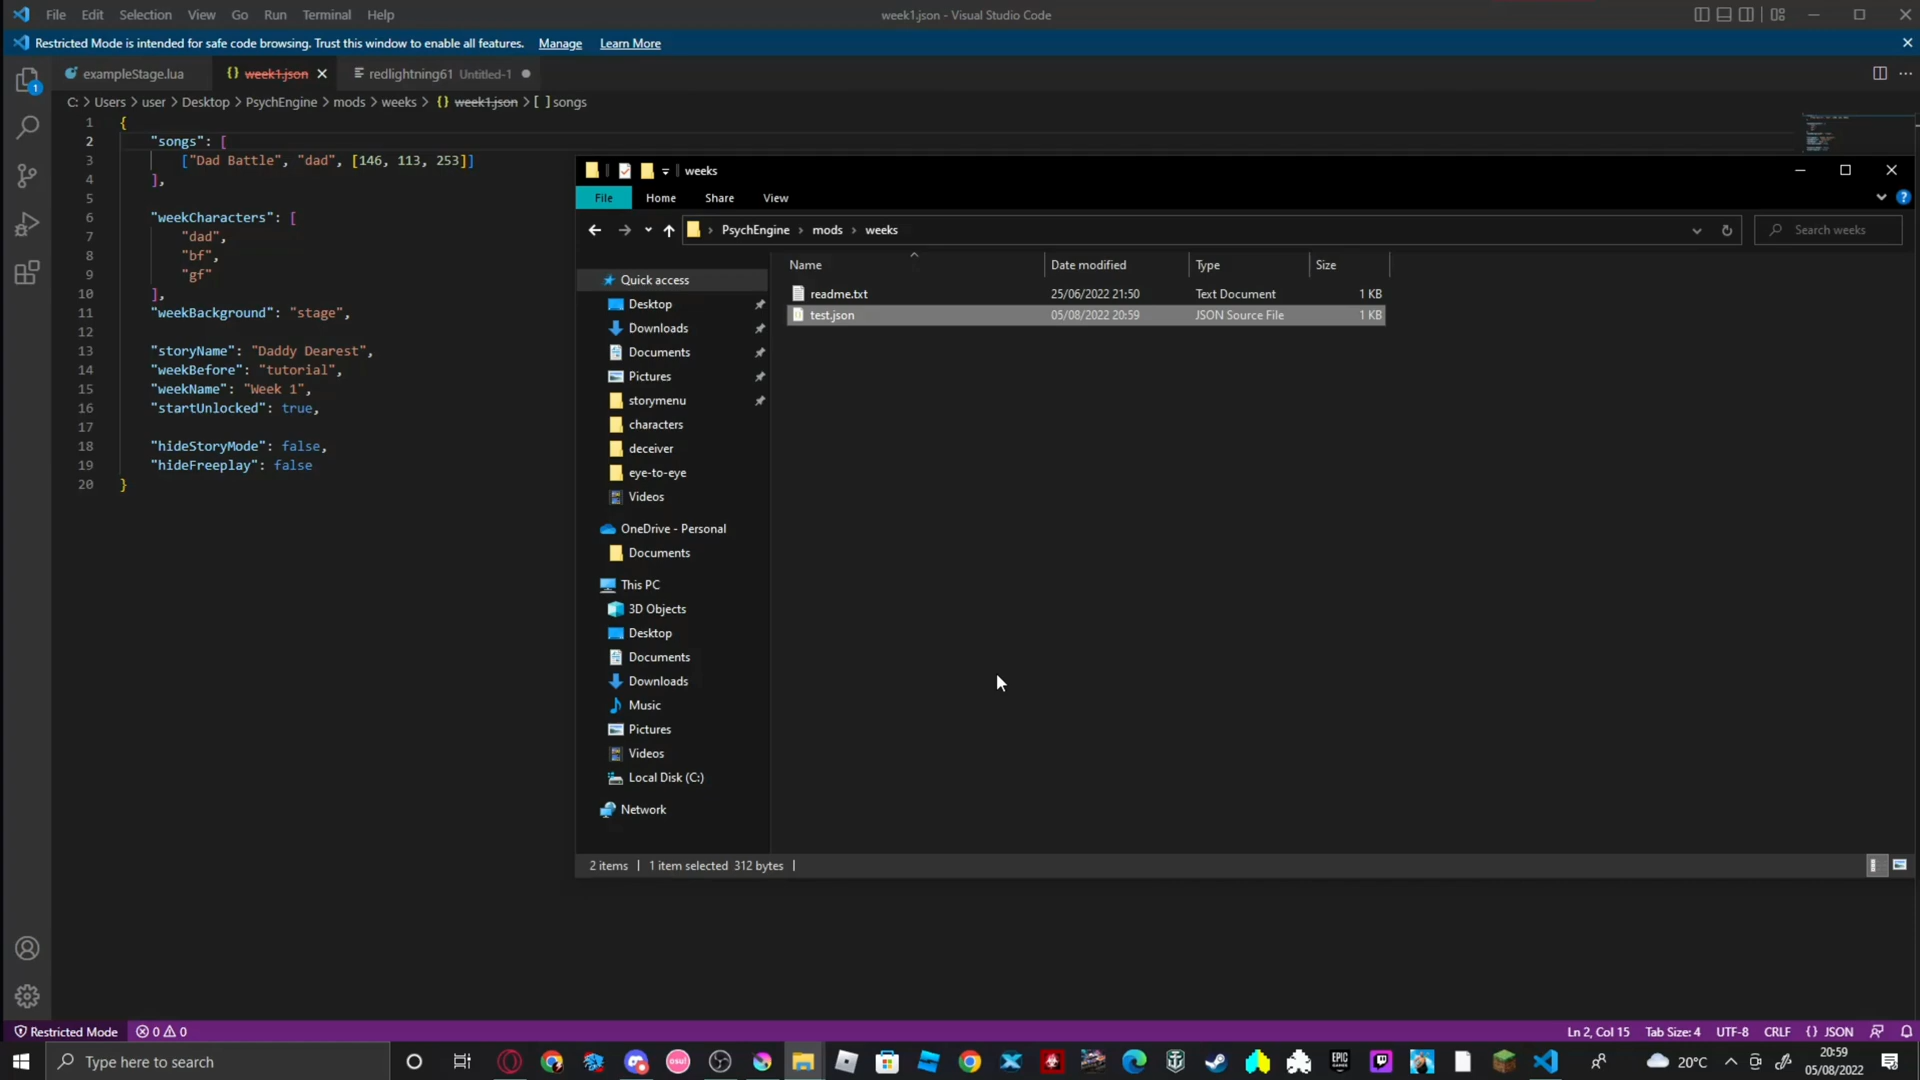 File Edit Selection View Go Run Terminal Help
week1.json - Visual Studio Code
Restricted Mode is intended for safe code browsing. Trust this window to enable all features. Manage Learn More
exampleStage.lua
week1.json
redlightning61 Untitled-1
C: > Users > user > Desktop > PsychEngine > mods > weeks > {} week1.json > [ ] songs
1 {
2 "songs": [
3 ["Dad Battle", "dad", [146, 113, 253]]
4 ],
5
6 "weekCharacters": [
7 "dad",
8 "bf",
9 "gf"
10 ],
11 "weekBackground": "stage",
12
13 "storyName": "Daddy Dearest",
14 "weekBefore": "tutorial",
15 "weekName": "Week 1",
16 "startUnlocked": true,
17
18 "hideStoryMode": false,
19 "hideFreeplay": false
20 }
weeks
File Home Share View
PsychEngine > mods > weeks
Search weeks
Name Date modified Type Size
readme.txt 25/06/2022 21:50 Text Document 1 KB
test.json 05/08/2022 20:59 JSON Source File 1 KB
Quick access
Desktop
Downloads
Documents
Pictures
storymenu
characters
deceiver
eye-to-eye
Videos
OneDrive - Personal
Documents
This PC
3D Objects
Desktop
Documents
Downloads
Music
Pictures
Videos
Local Disk (C:)
Network
2 items 1 item selected 312 bytes
Restricted Mode 0 0
Ln 2, Col 15 Tab Size: 4 UTF-8 CRLF {} JSON
Type here to search
osu!
EPIC GAMES
20°C
20:59
05/08/2022